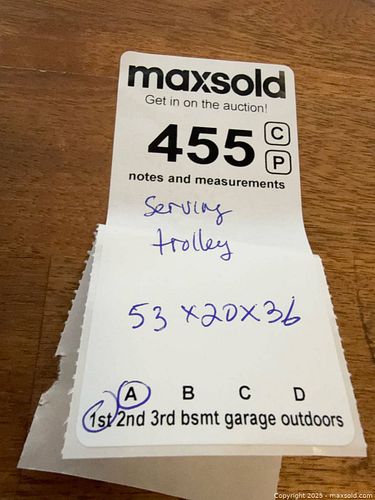 maxsold
Get in on the auction!
455 C
P
notes and measurements
Serving
trolley
53 x 20 x 36
A B C D
1st 2nd 3rd bsmt garage outdoors
Copyright 2025 - maxsold.com